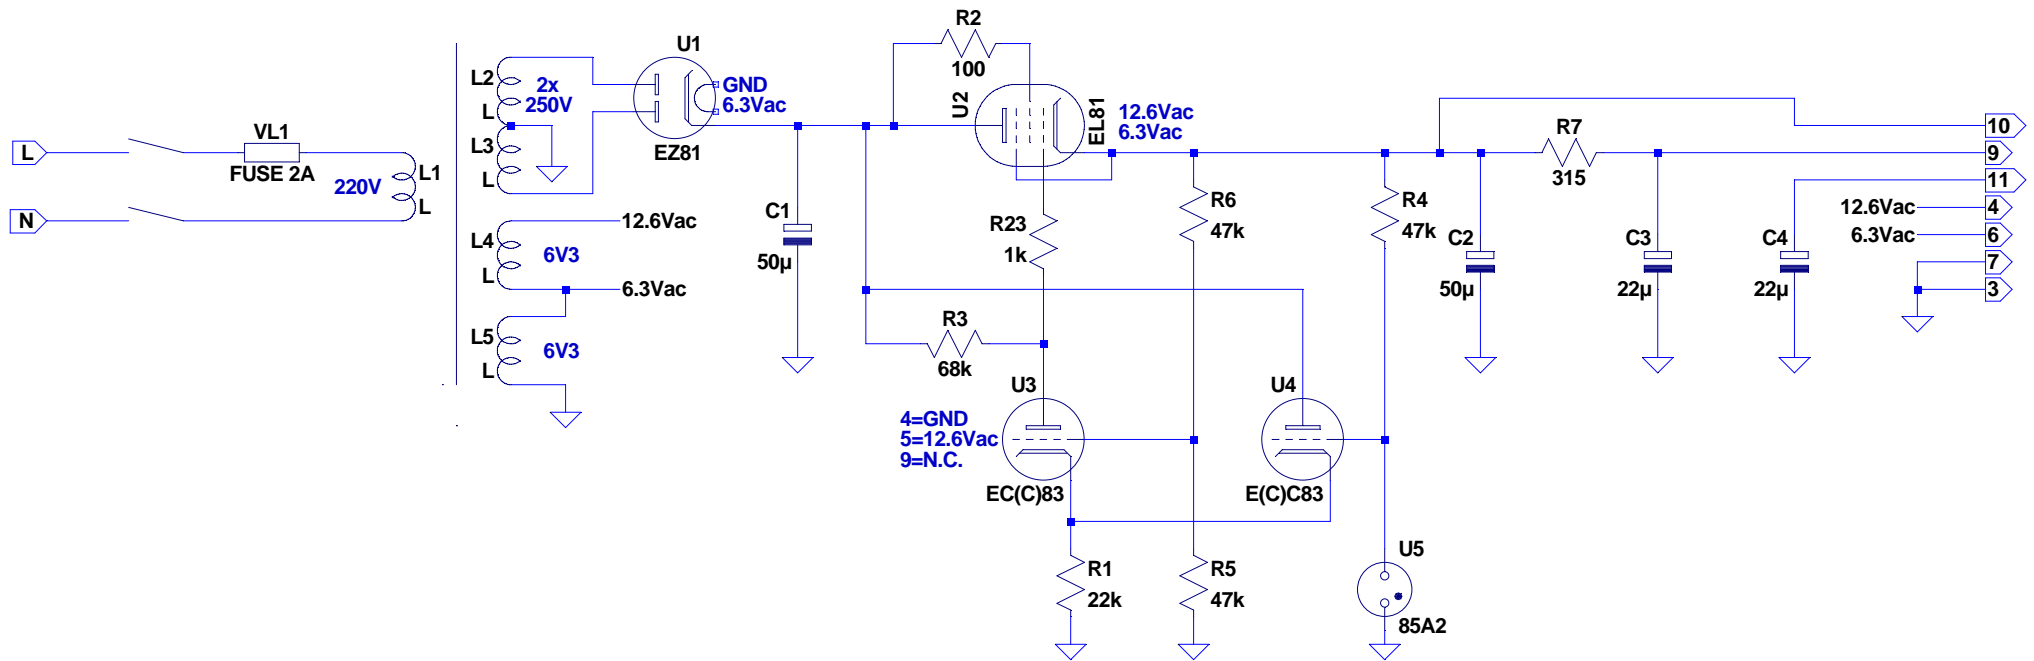 L
N
VL1
FUSE 2A
220V
L1
L
L2
L
2x
250V
L3
L
L4
L
6V3
12.6Vac
6.3Vac
L5
L
6V3
U1
GND
6.3Vac
EZ81
C1
50µ
R2
100
U2
EL81
12.6Vac
6.3Vac
R23
1k
R3
68k
U3
4=GND
5=12.6Vac
9=N.C.
EC(C)83
R1
22k
R6
47k
R5
47k
U4
E(C)C83
R4
47k
U5
85A2
C2
50µ
R7
315
C3
22µ
C4
22µ
10
9
11
12.6Vac
4
6.3Vac
6
7
3